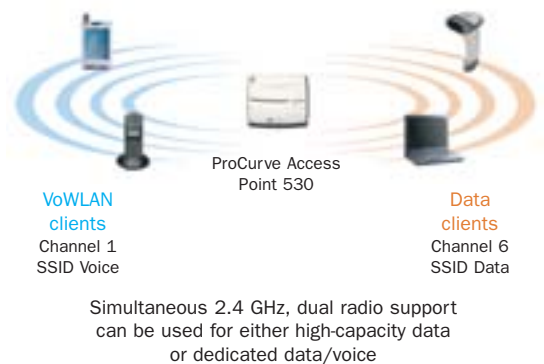 ProCurve Access
Point 530
VoWLAN
clients
Channel 1
SSID Voice
Data
clients
Channel 6
SSID Data
Simultaneous 2.4 GHz, dual radio support
can be used for either high-capacity data
or dedicated data/voice